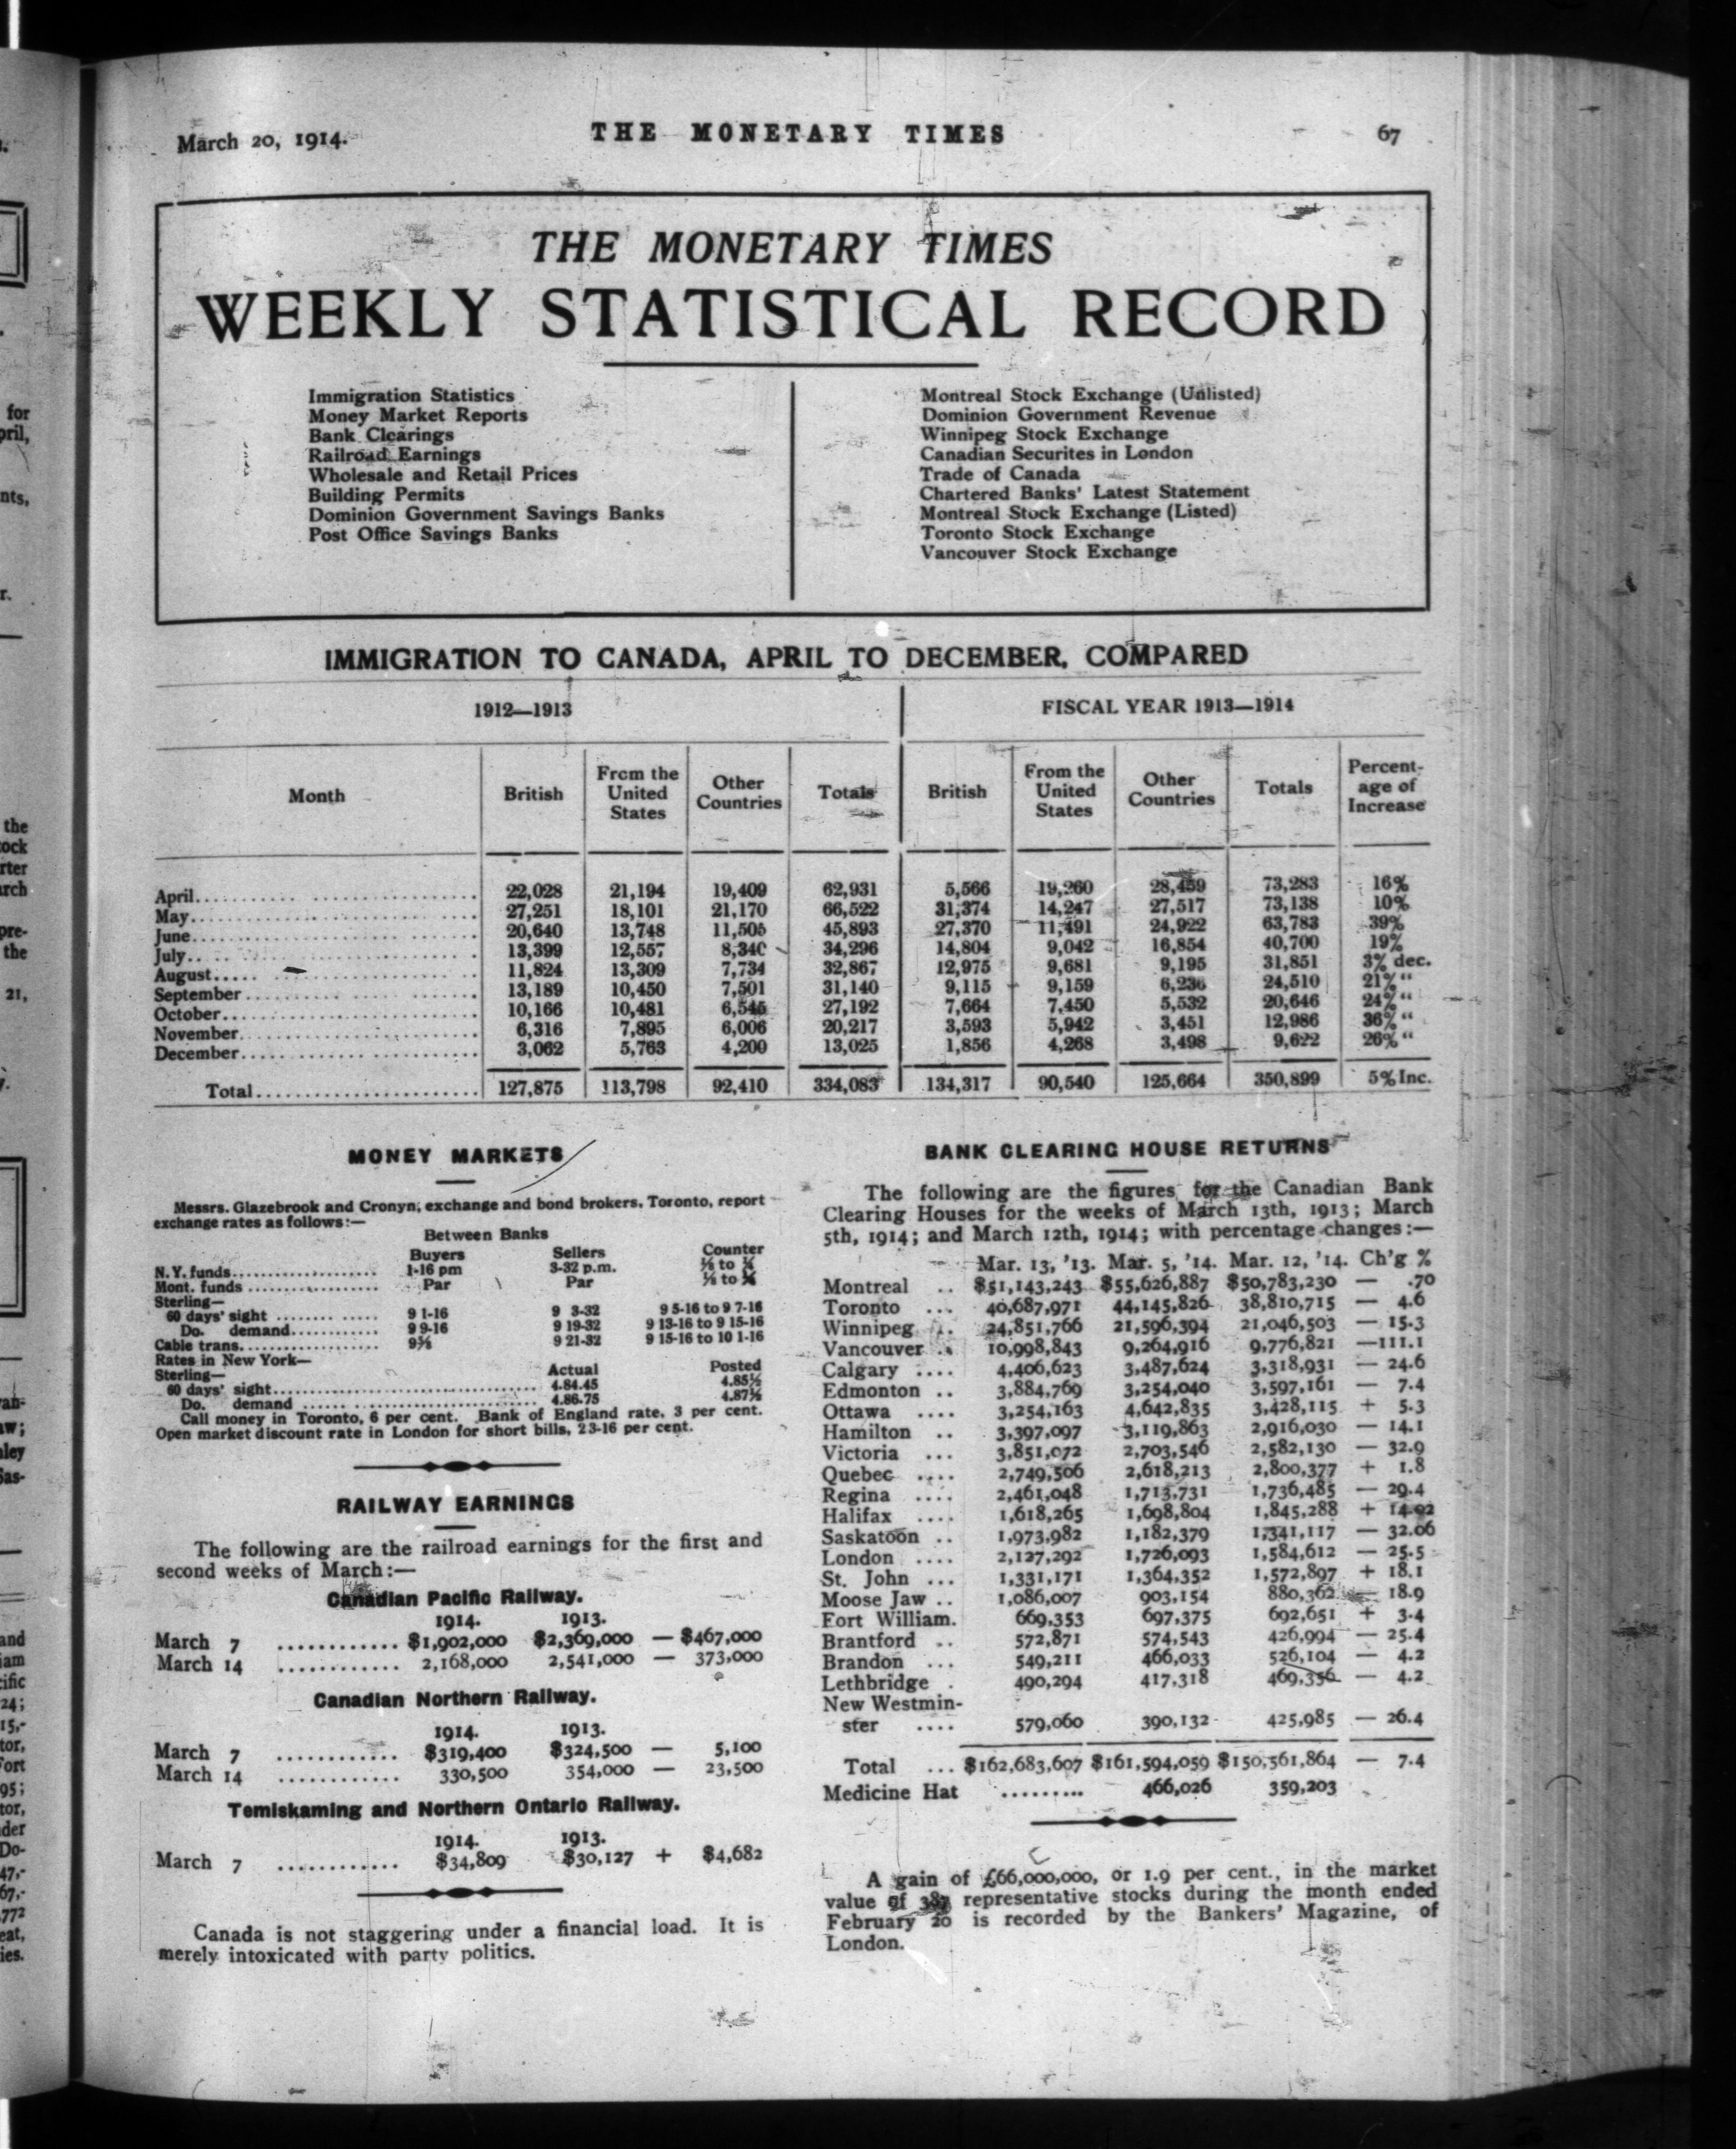 March 20, 1914.
THE MONETARY TIMES
67
THE MONETARY TIMES
WEEKLY STATISTICAL RECORD
Immigration Statistics
Money Market Reports
Bank Clearings
Railroad Earnings
Wholesale and Retail Prices
Building Permits
Dominion Government Savings Banks
Post Office Savings Banks
Montreal Stock Exchange (Unlisted)
Dominion Government Revenue
Winnipeg Stock Exchange
Canadian Securites in London
Trade of Canada
Chartered Banks' Latest Statement
Montreal Stock Exchange (Listed)
Toronto Stock Exchange
Vancouver Stock Exchange
IMMIGRATION TO CANADA, APRIL TO DECEMBER, COMPARED
1912—1913 FISCAL YEAR 1913—1914
Month British From the United States Other Countries Totals British From the United States Other Countries Totals Percentage of Increase
April 22,028 21,194 19,409 62,931 5,566 19,260 28,459 73,283 16%
May 27,251 18,101 21,170 66,522 31,374 14,247 27,517 73,138 10%
June 20,640 13,748 11,505 45,893 27,370 11,491 24,922 63,783 39%
July 13,399 12,557 8,340 34,296 14,804 9,042 16,854 40,700 19%
August 11,824 13,309 7,734 32,867 12,975 9,681 9,195 31,851 3% dec.
September 13,189 10,450 7,501 31,140 9,115 9,159 6,236 24,510 21% "
October 10,166 10,481 6,545 27,192 7,664 7,450 5,532 20,646 24% "
November 6,316 7,895 6,006 20,217 3,593 5,942 3,451 12,986 36% "
December 3,062 5,763 4,200 13,025 1,856 4,268 3,498 9,622 26% "
Total 127,875 113,798 92,410 334,083 134,317 90,540 125,664 350,899 5% Inc.
MONEY MARKETS
Messrs. Glazebrook and Cronyn, exchange and bond brokers, Toronto, report
exchange rates as follows:—
Between Banks
Buyers Sellers Counter
N.Y. funds 1-16 pm 3-32 p.m. ⅛ to ¼
Mont. funds Par Par ⅛ to ¼
Sterling—
60 days' sight 9 1-16 9 3-32 9 5-16 to 9 7-16
Do. demand 9 9-16 9 19-32 9 13-16 to 9 15-16
Cable trans. 9⅝ 9 21-32 9 15-16 to 10 1-16
Rates in New York—
Sterling— Actual Posted
60 days' sight 4.84.45 4.85½
Do. demand 4.86.75 4.87½
Call money in Toronto, 6 per cent. Bank of England rate, 3 per cent.
Open market discount rate in London for short bills, 2 3-16 per cent.
RAILWAY EARNINGS
The following are the railroad earnings for the first and
second weeks of March:—
Canadian Pacific Railway.
1914. 1913.
March 7 $1,902,000 $2,369,000 — $467,000
March 14 2,168,000 2,541,000 — 373,000
Canadian Northern Railway.
1914. 1913.
March 7 $319,400 $324,500 — 5,100
March 14 330,500 354,000 — 23,500
Temiskaming and Northern Ontario Railway.
1914. 1913.
March 7 $34,809 $30,127 + $4,682
Canada is not staggering under a financial load. It is
merely intoxicated with party politics.
BANK CLEARING HOUSE RETURNS
The following are the figures for the Canadian Bank
Clearing Houses for the weeks of March 13th, 1913; March
5th, 1914; and March 12th, 1914; with percentage changes:—
Mar. 13, '13. Mar. 5, '14. Mar. 12, '14. Ch'g %
Montreal $51,143,243 $55,626,887 $50,783,230 — .70
Toronto 40,687,971 44,145,826 38,810,715 — 4.6
Winnipeg 24,851,766 21,596,394 21,046,503 — 15.3
Vancouver 10,998,843 9,264,916 9,776,821 —111.1
Calgary 4,406,623 3,487,624 3,318,931 — 24.6
Edmonton 3,884,769 3,254,040 3,597,161 — 7.4
Ottawa 3,254,163 4,642,835 3,428,115 + 5.3
Hamilton 3,397,097 3,119,863 2,916,030 — 14.1
Victoria 3,851,072 2,703,546 2,582,130 — 32.9
Quebec 2,749,506 2,618,213 2,800,377 + 1.8
Regina 2,461,048 1,713,731 1,736,485 — 29.4
Halifax 1,618,265 1,698,804 1,845,288 + 14.02
Saskatoon 1,973,982 1,182,379 1,341,117 — 32.06
London 2,127,292 1,726,093 1,584,612 — 25.5
St. John 1,331,171 1,364,352 1,572,897 + 18.1
Moose Jaw 1,086,007 903,154 880,362 — 18.9
Fort William. 669,353 697,375 692,651 + 3.4
Brantford 572,871 574,543 426,994 — 25.4
Brandon 549,211 466,033 526,104 — 4.2
Lethbridge 490,294 417,318 469,356 — 4.2
New Westmin-
ster 579,060 390,132 425,985 — 26.4
Total $162,683,607 $161,594,059 $150,561,864 — 7.4
Medicine Hat 466,026 359,203
A gain of £66,000,000, or 1.9 per cent., in the market
value of 387 representative stocks during the month ended
February 20 is recorded by the Bankers' Magazine, of
London.